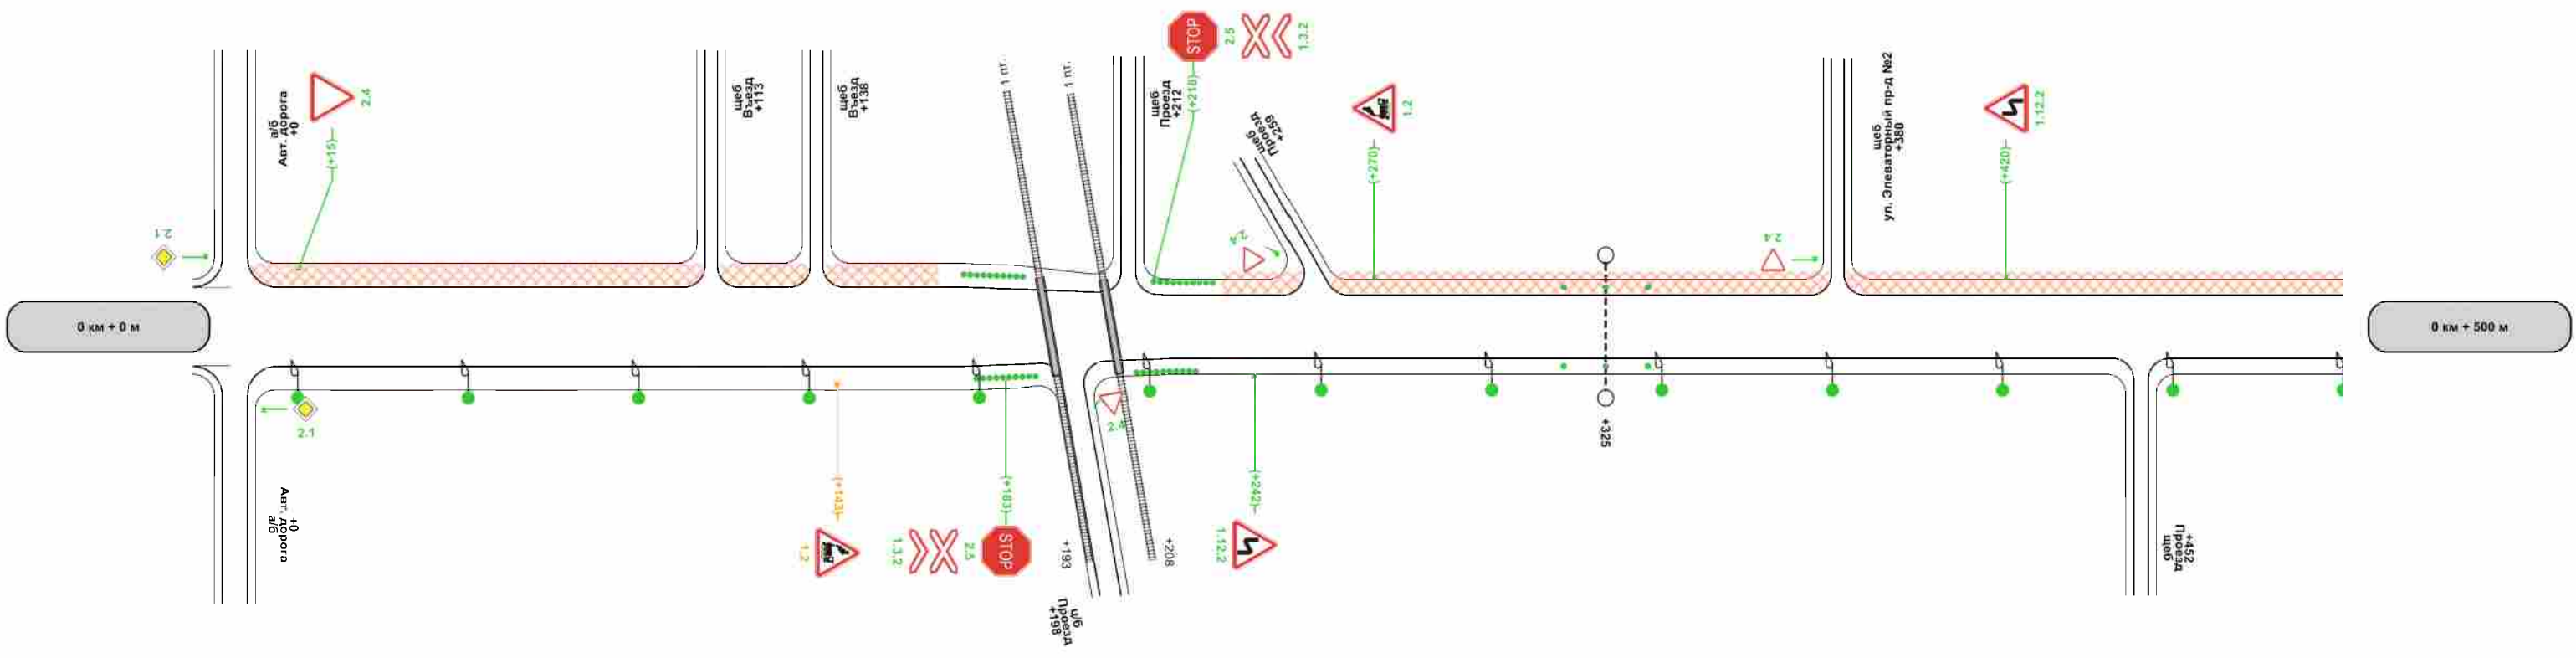 STOP
2.5
1.3.2
1 пт.
1 пт.
2.4
а/б
Авт. дорога
+0
(+15)
щеб
Въезд
+113
щеб
Въезд
+138
щеб
Проезд
+212
(+218)
щеб
Проезд
+259
1.2
(+270)
ул. Элеваторный пр-д №2
щеб
+380
1.12.2
(+420)
2.1
2.4
2.4
0 км + 0 м
0 км + 500 м
2.1
2.4
+325
+0
Авт. дорога
а/б
(+143)
(+183)
(+242)
1.2
1.3.2
2.5
STOP
+193
+208
1.12.2
+452
Проезд
щеб
ц/б
Проезд
+198